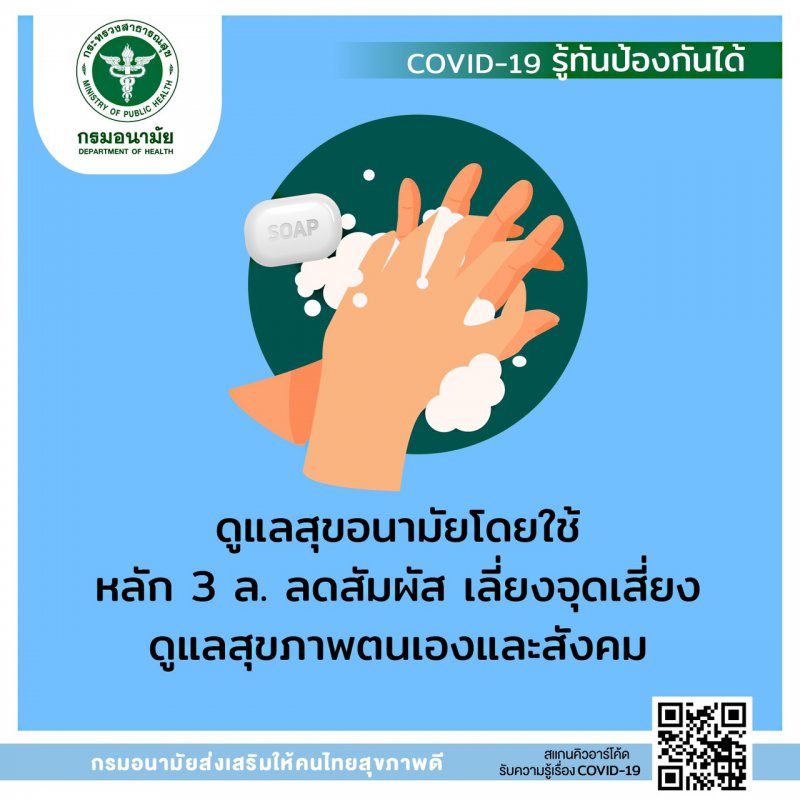 กระทรวงสาธารณสุข
MINISTRY OF PUBLIC HEALTH
กรมอนามัย
DEPARTMENT OF HEALTH
COVID-19 รู้ทันป้องกันได้
SOAP
ดูแลสุขอนามัยโดยใช้
หลัก 3 ล. ลดสัมผัส เลี่ยงจุดเสี่ยง
ดูแลสุขภาพตนเองและสังคม
กรมอนามัยส่งเสริมให้คนไทยสุขภาพดี
สแกนคิวอาร์โค้ด
รับความรู้เรื่อง COVID-19